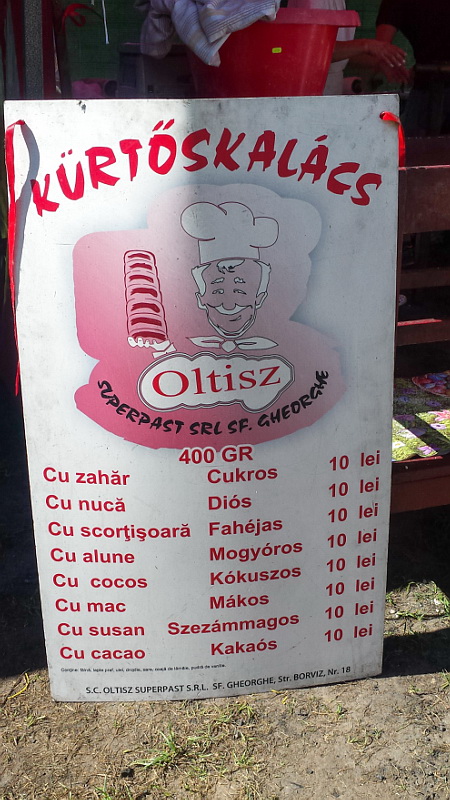 KÜRTŐSKALÁCS
Oltisz
SUPERPAST SRL SF. GHEORGHE
400 GR
Cu zahăr Cukros 10 lei
Cu nucă Diós 10 lei
Cu scorţişoară Fahéjas 10 lei
Cu alune Mogyóros 10 lei
Cu cocos Kókuszos 10 lei
Cu mac Mákos 10 lei
Cu susan Szezámmagos 10 lei
Cu cacao Kakaós 10 lei
S.C. OLTISZ SUPERPAST S.R.L. SF. GHEORGHE, Str. BORVIZ, Nr. 18